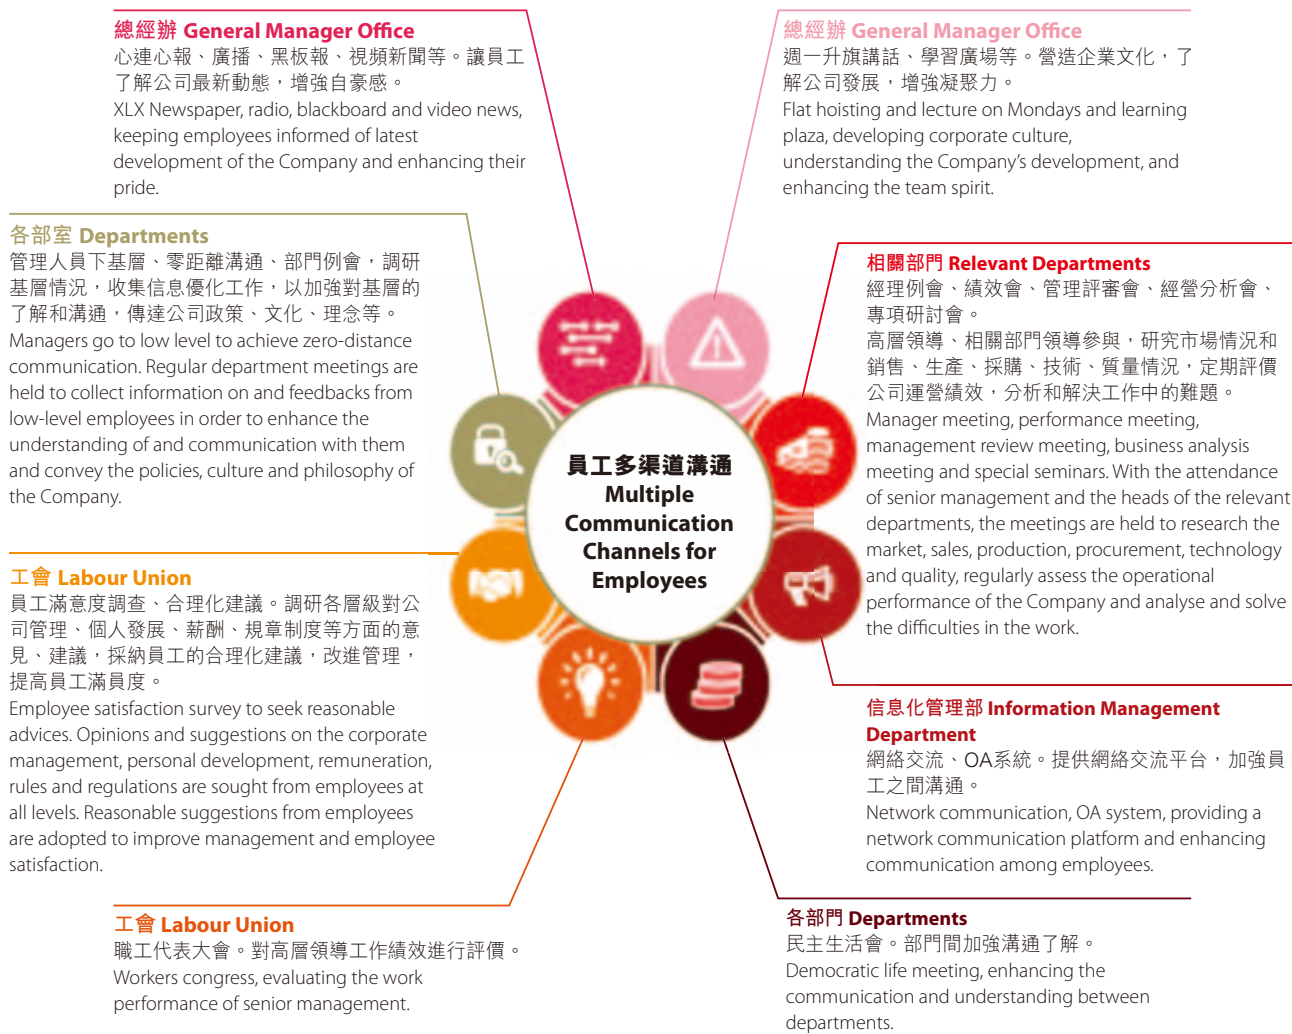 總經辦 General Manager Office
心連心報、廣播、黑板報、視頻新聞等。讓員工
了解公司最新動態，增強自豪感。
XLX Newspaper, radio, blackboard and video news,
keeping employees informed of latest
development of the Company and enhancing their
pride.
總經辦 General Manager Office
週一升旗講話、學習廣場等。營造企業文化，了
解公司發展，增強凝聚力。
Flat hoisting and lecture on Mondays and learning
plaza, developing corporate culture,
understanding the Company’s development, and
enhancing the team spirit.
各部室 Departments
管理人員下基層、零距離溝通、部門例會，調研
基層情況，收集信息優化工作，以加強對基層的
了解和溝通，傳達公司政策、文化、理念等。
Managers go to low level to achieve zero-distance
communication. Regular department meetings are
held to collect information on and feedbacks from
low-level employees in order to enhance the
understanding of and communication with them
and convey the policies, culture and philosophy of
the Company.
相關部門 Relevant Departments
經理例會、績效會、管理評審會、經營分析會、
專項研討會。
高層領導、相關部門領導參與，研究市場情況和
銷售、生產、採購、技術、質量情況，定期評價
公司運營績效，分析和解決工作中的難題。
Manager meeting, performance meeting,
management review meeting, business analysis
meeting and special seminars. With the attendance
of senior management and the heads of the relevant
departments, the meetings are held to research the
market, sales, production, procurement, technology
and quality, regularly assess the operational
performance of the Company and analyse and solve
the difficulties in the work.
員工多渠道溝通
Multiple
Communication
Channels for
Employees
工會 Labour Union
員工滿意度調查、合理化建議。調研各層級對公
司管理、個人發展、薪酬、規章制度等方面的意
見、建議，採納員工的合理化建議，改進管理，
提高員工滿員度。
Employee satisfaction survey to seek reasonable
advices. Opinions and suggestions on the corporate
management, personal development, remuneration,
rules and regulations are sought from employees at
all levels. Reasonable suggestions from employees
are adopted to improve management and employee
satisfaction.
信息化管理部 Information Management
Department
網絡交流、OA系統。提供網絡交流平台，加強員
工之間溝通。
Network communication, OA system, providing a
network communication platform and enhancing
communication among employees.
工會 Labour Union
職工代表大會。對高層領導工作績效進行評價。
Workers congress, evaluating the work
performance of senior management.
各部門 Departments
民主生活會。部門間加強溝通了解。
Democratic life meeting, enhancing the
communication and understanding between
departments.